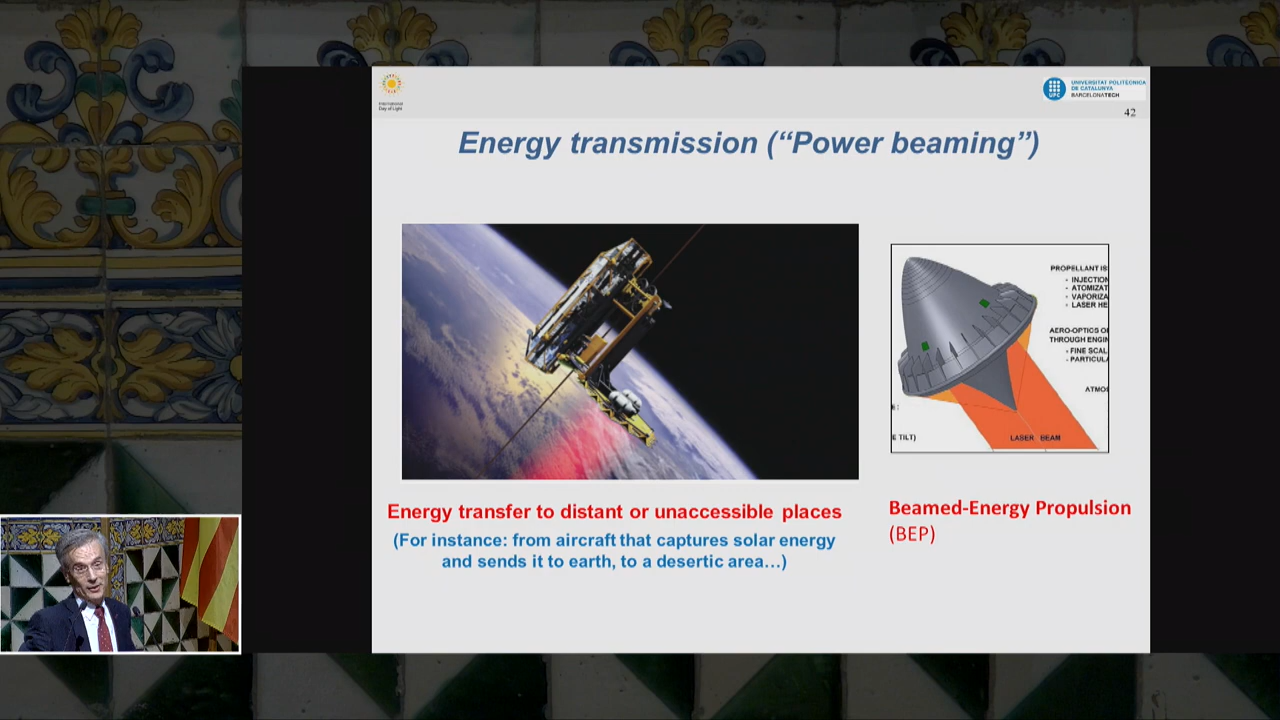 International
Day of Light
UNIVERSITAT POLITÈCNICA
DE CATALUNYA
BARCELONATECH
UPC
42
Energy transmission (“Power beaming”)
PROPELLANT IS
- INJECTION
- ATOMIZAT
- VAPORIZA
- LASER HE
AERO-OPTICS O
THROUGH ENGIN
- FINE SCAL
- PARTICULA
ATMO
E :
E TILT)
LASER BEAM
Energy transfer to distant or unaccessible places
(For instance: from aircraft that captures solar energy
and sends it to earth, to a desertic area…)
Beamed-Energy Propulsion
(BEP)